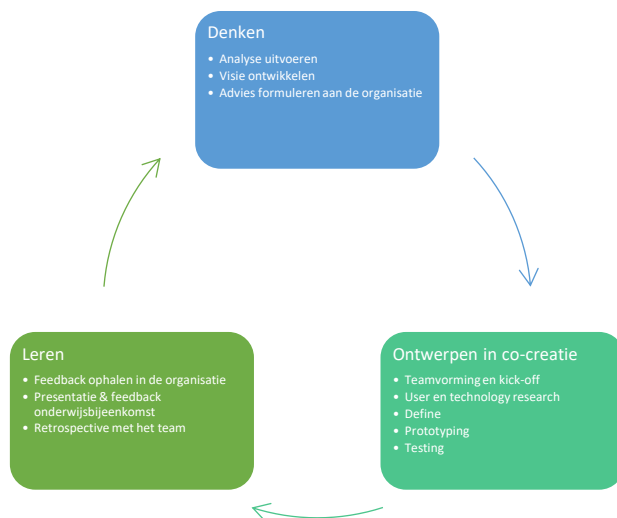 Denken
• Analyse uitvoeren
• Visie ontwikkelen
• Advies formuleren aan de organisatie
Leren
• Feedback ophalen in de organisatie
• Presentatie & feedback
onderwijsbijeenkomst
• Retrospective met het team
Ontwerpen in co-creatie
• Teamvorming en kick-off
• User en technology research
• Define
• Prototyping
• Testing